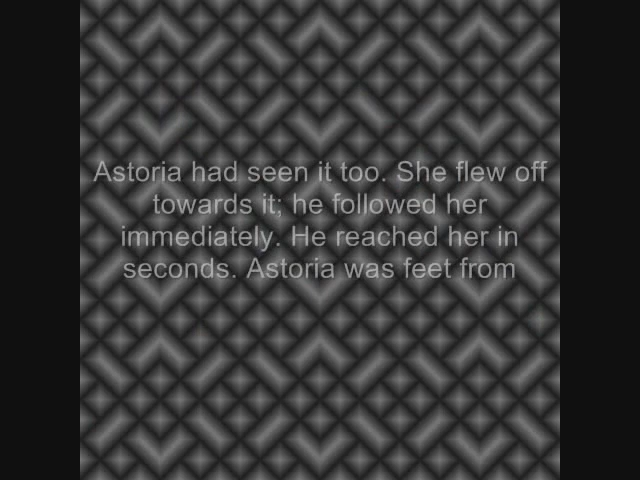 Astoria had seen it too. She flew off
towards it; he followed her
immediately. He reached her in
seconds. Astoria was feet from